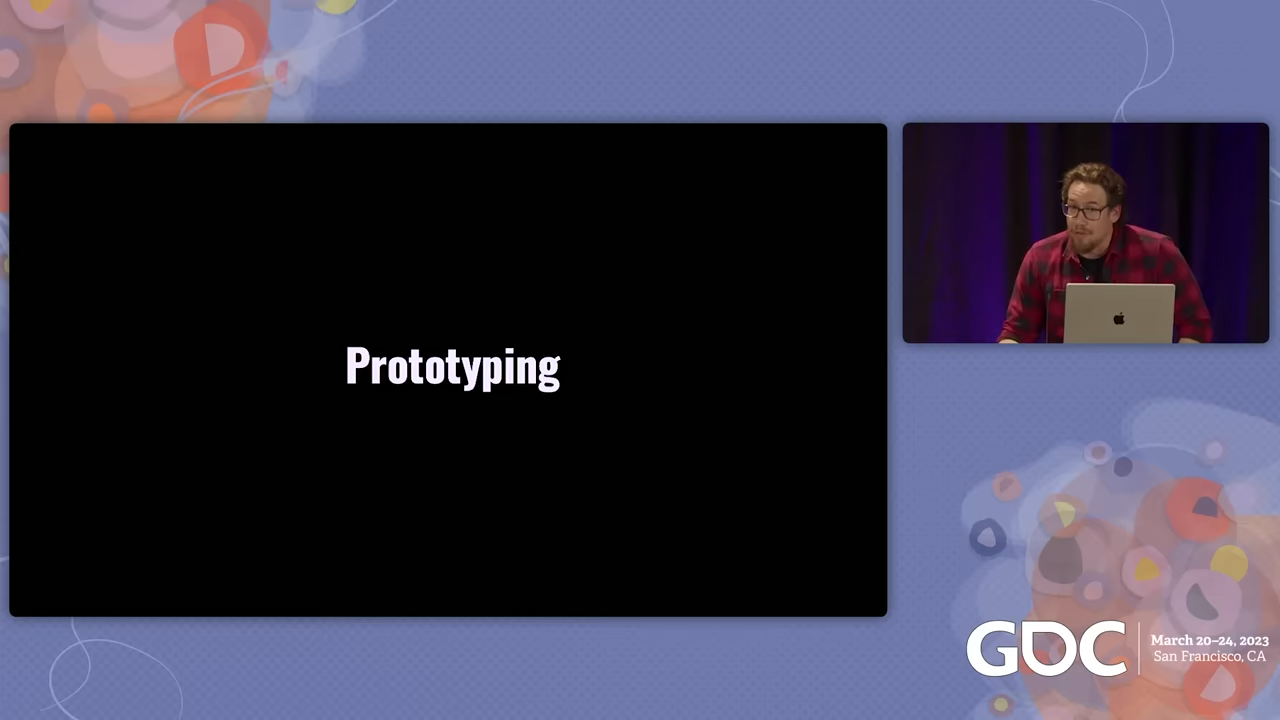 Prototyping
GDC
March 20–24, 2023
San Francisco, CA